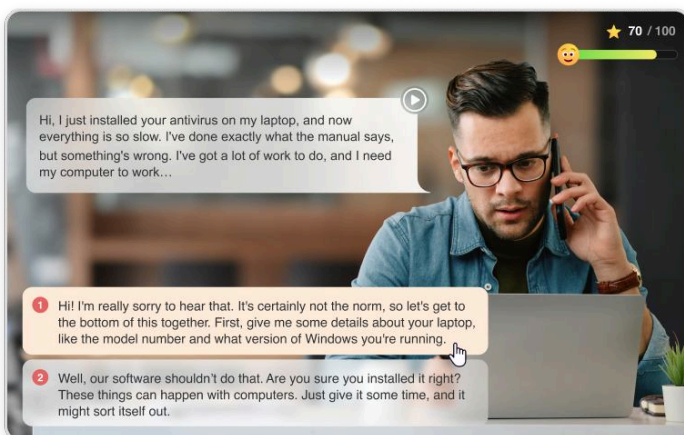 70 / 100
Hi, I just installed your antivirus on my laptop, and now
everything is so slow. I've done exactly what the manual says,
but something's wrong. I've got a lot of work to do, and I need
my computer to work…
1 Hi! I'm really sorry to hear that. It's certainly not the norm, so let's get to
the bottom of this together. First, give me some details about your laptop,
like the model number and what version of Windows you're running.
2 Well, our software shouldn't do that. Are you sure you installed it right?
These things can happen with computers. Just give it some time, and it
might sort itself out.